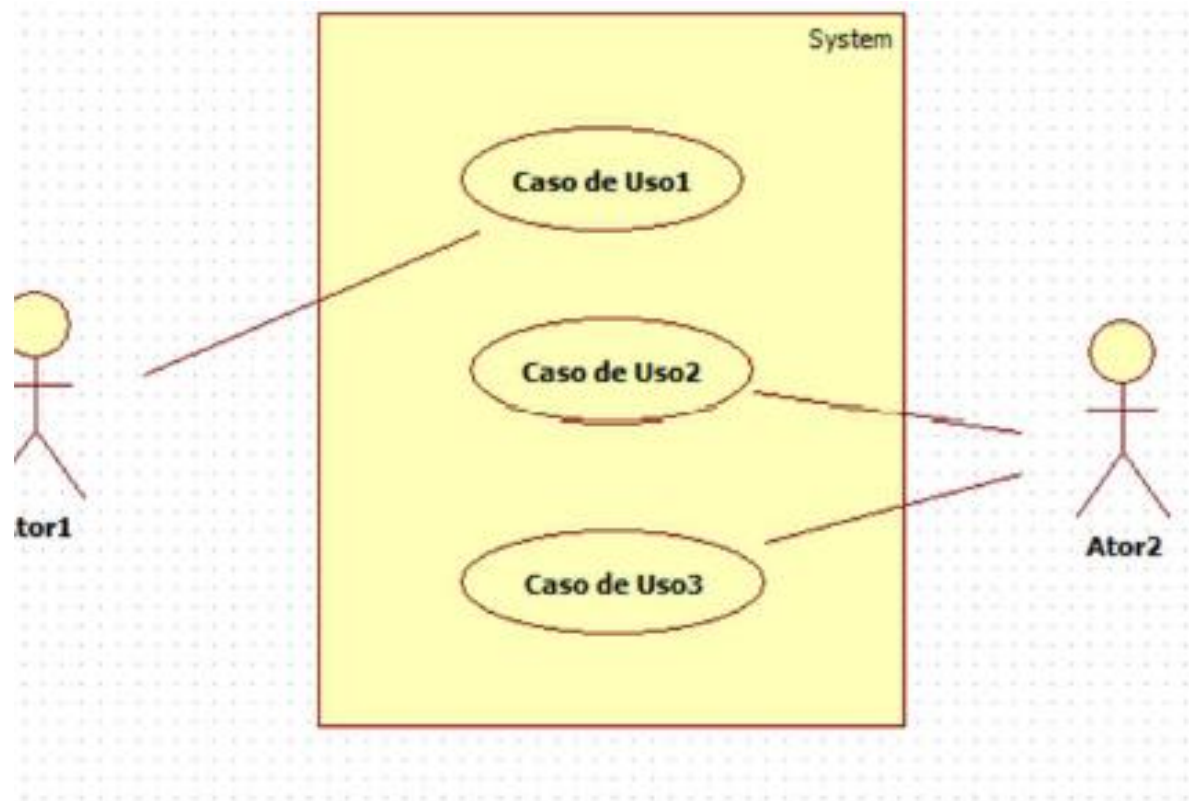 System
Caso de Uso1
Caso de Uso2
Caso de Uso3
tor1
Ator2